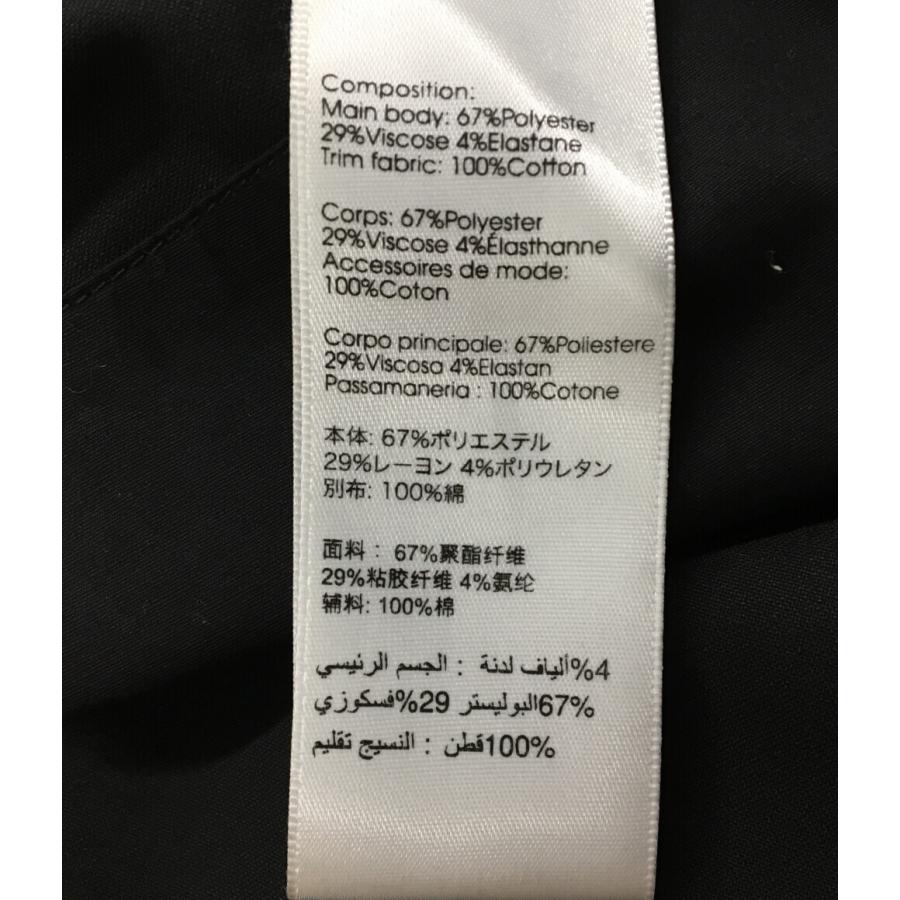 Composition:
Main body: 67%Polyester
29%Viscose 4%Elastane
Trim fabric: 100%Cotton
Corps: 67%Polyester
29%Viscose 4%Élasthanne
Accessoires de mode:
100%Coton
Corpo principale: 67%Poliestere
29%Viscosa 4%Elastan
Passamaneria : 100%Cotone
本体: 67%ポリエステル
29%レーヨン 4%ポリウレタン
別布: 100%綿
面料： 67%聚酯纤维
29%粘胶纤维 4%氨纶
辅料: 100%棉
الجسم الرئيسي : ألياف لدنة 4%
67%البوليستر 29%فسكوزي
النسيج تقليم : قطن100%